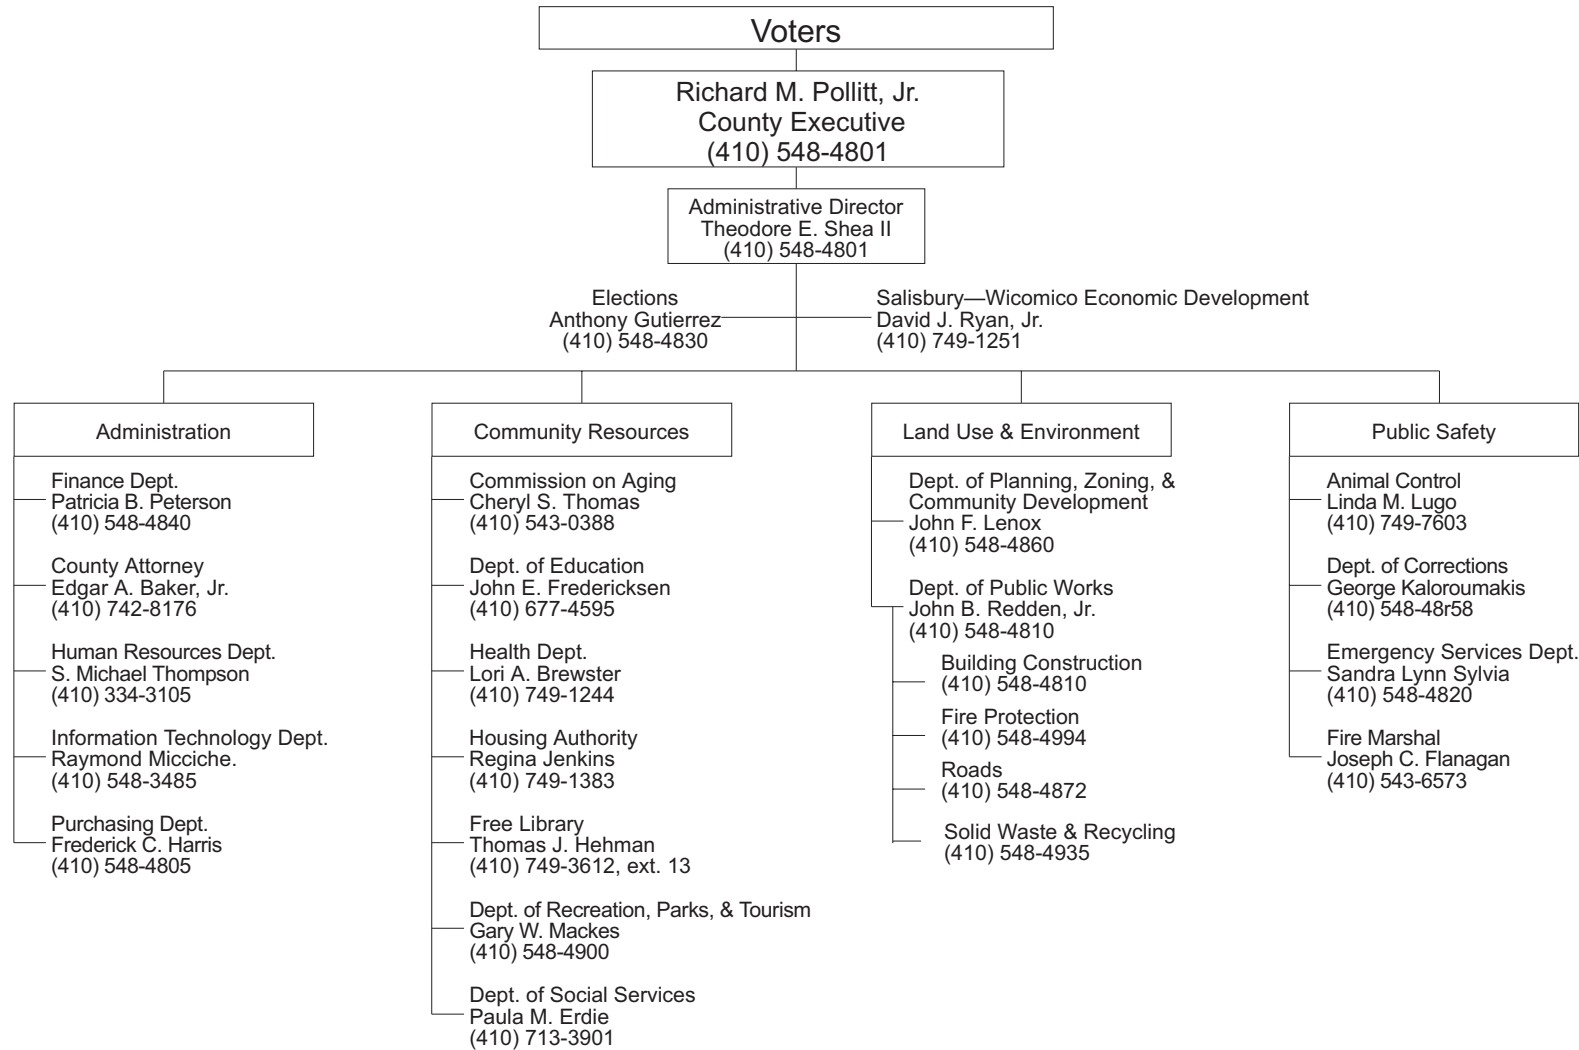 Voters
Richard M. Pollitt, Jr.
County Executive
(410) 548-4801
Administrative Director
Theodore E. Shea II
(410) 548-4801
Elections
Anthony Gutierrez
(410) 548-4830
Salisbury—Wicomico Economic Development
David J. Ryan, Jr.
(410) 749-1251
Administration
Finance Dept.
Patricia B. Peterson
(410) 548-4840
County Attorney
Edgar A. Baker, Jr.
(410) 742-8176
Human Resources Dept.
S. Michael Thompson
(410) 334-3105
Information Technology Dept.
Raymond Micciche.
(410) 548-3485
Purchasing Dept.
Frederick C. Harris
(410) 548-4805
Community Resources
Commission on Aging
Cheryl S. Thomas
(410) 543-0388
Dept. of Education
John E. Fredericksen
(410) 677-4595
Health Dept.
Lori A. Brewster
(410) 749-1244
Housing Authority
Regina Jenkins
(410) 749-1383
Free Library
Thomas J. Hehman
(410) 749-3612, ext. 13
Dept. of Recreation, Parks, & Tourism
Gary W. Mackes
(410) 548-4900
Dept. of Social Services
Paula M. Erdie
(410) 713-3901
Land Use & Environment
Dept. of Planning, Zoning, &
Community Development
John F. Lenox
(410) 548-4860
Dept. of Public Works
John B. Redden, Jr.
(410) 548-4810
Building Construction
(410) 548-4810
Fire Protection
(410) 548-4994
Roads
(410) 548-4872
Solid Waste & Recycling
(410) 548-4935
Public Safety
Animal Control
Linda M. Lugo
(410) 749-7603
Dept. of Corrections
George Kaloroumakis
(410) 548-48r58
Emergency Services Dept.
Sandra Lynn Sylvia
(410) 548-4820
Fire Marshal
Joseph C. Flanagan
(410) 543-6573